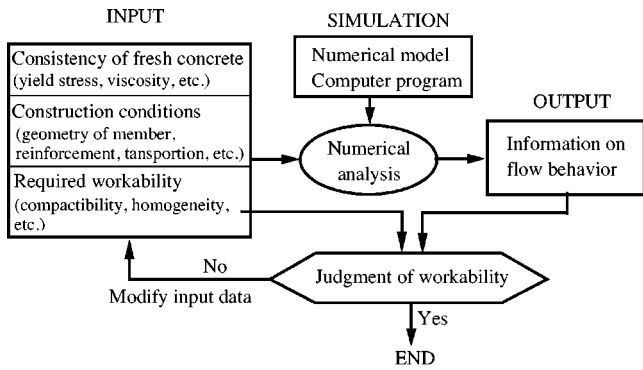 INPUT
SIMULATION
Consistency of fresh concrete
(yield stress, viscosity, etc.)
Construction conditions
(geometry of member,
reinforcement, tansportion, etc.)
Required workability
(compactibility, homogeneity,
etc.)
Numerical model
Computer program
Numerical
analysis
OUTPUT
Information on
flow behavior
Judgment of workability
No
Modify input data
Yes
END